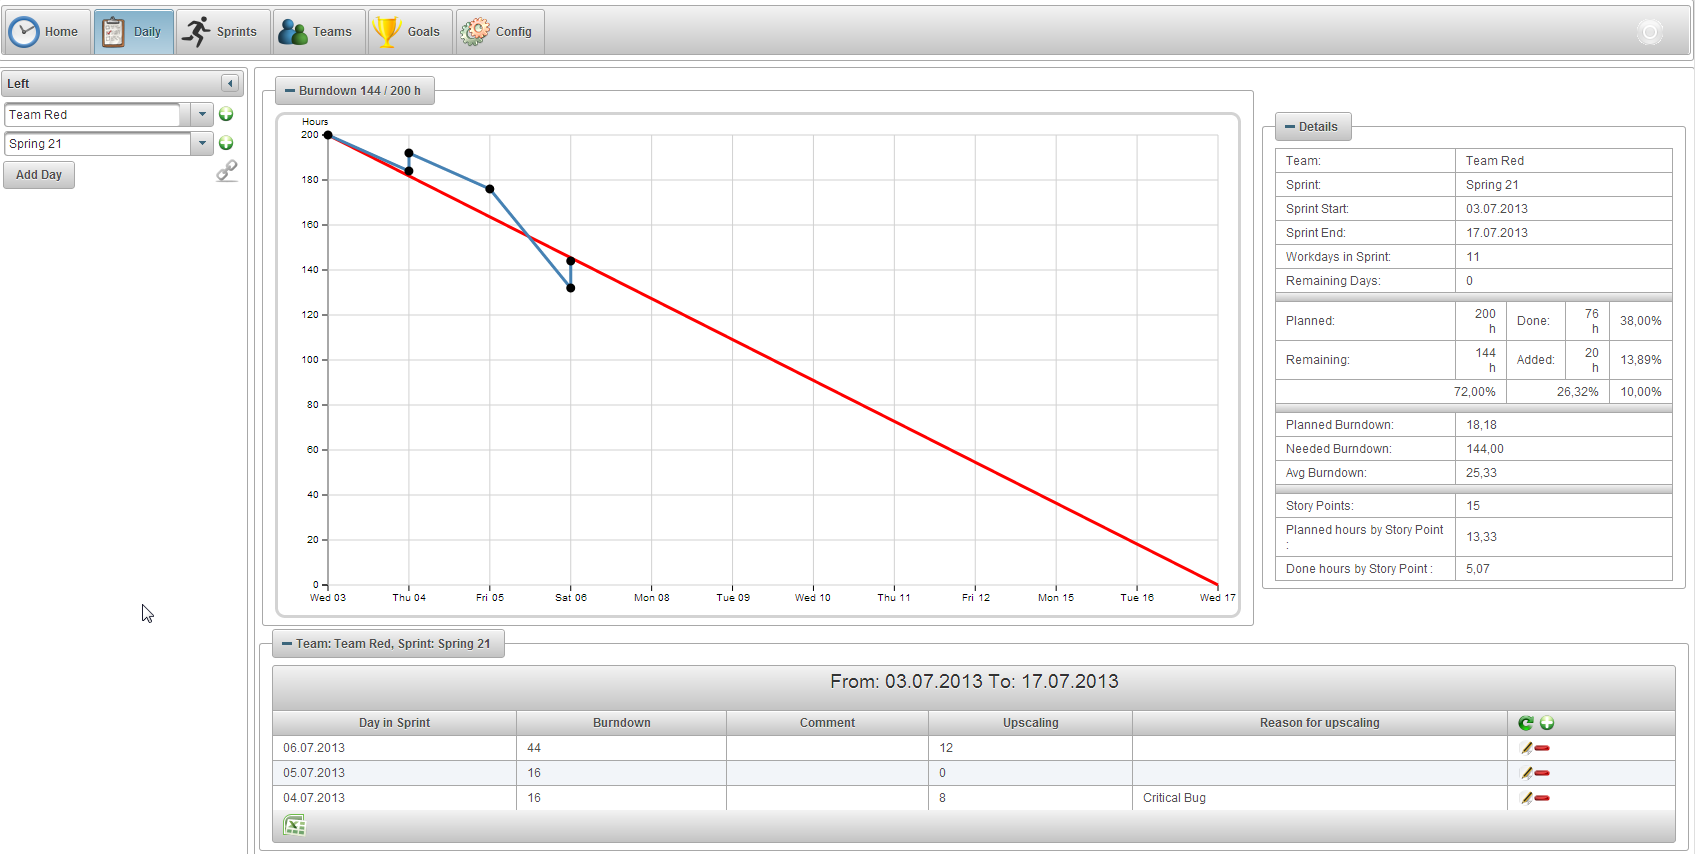 Home Daily Sprints Teams Goals Config
Left
Team Red
Spring 21
Add Day
Burndown 144 / 200 h
Hours
200
180
160
140
120
100
80
60
40
20
0
Wed 03 Thu 04 Fri 05 Sat 06 Mon 08 Tue 09 Wed 10 Thu 11 Fri 12 Mon 15 Tue 16 Wed 17
Details
Team: Team Red
Sprint: Spring 21
Sprint Start: 03.07.2013
Sprint End: 17.07.2013
Workdays in Sprint: 11
Remaining Days: 0
Planned: 200 h Done: 76 h 38,00%
Remaining: 144 h Added: 20 h 13,89%
72,00% 26,32% 10,00%
Planned Burndown: 18,18
Needed Burndown: 144,00
Avg Burndown: 25,33
Story Points: 15
Planned hours by Story Point : 13,33
Done hours by Story Point : 5,07
Team: Team Red, Sprint: Spring 21
From: 03.07.2013 To: 17.07.2013
Day in Sprint Burndown Comment Upscaling Reason for upscaling
06.07.2013 44 12
05.07.2013 16 0
04.07.2013 16 8 Critical Bug